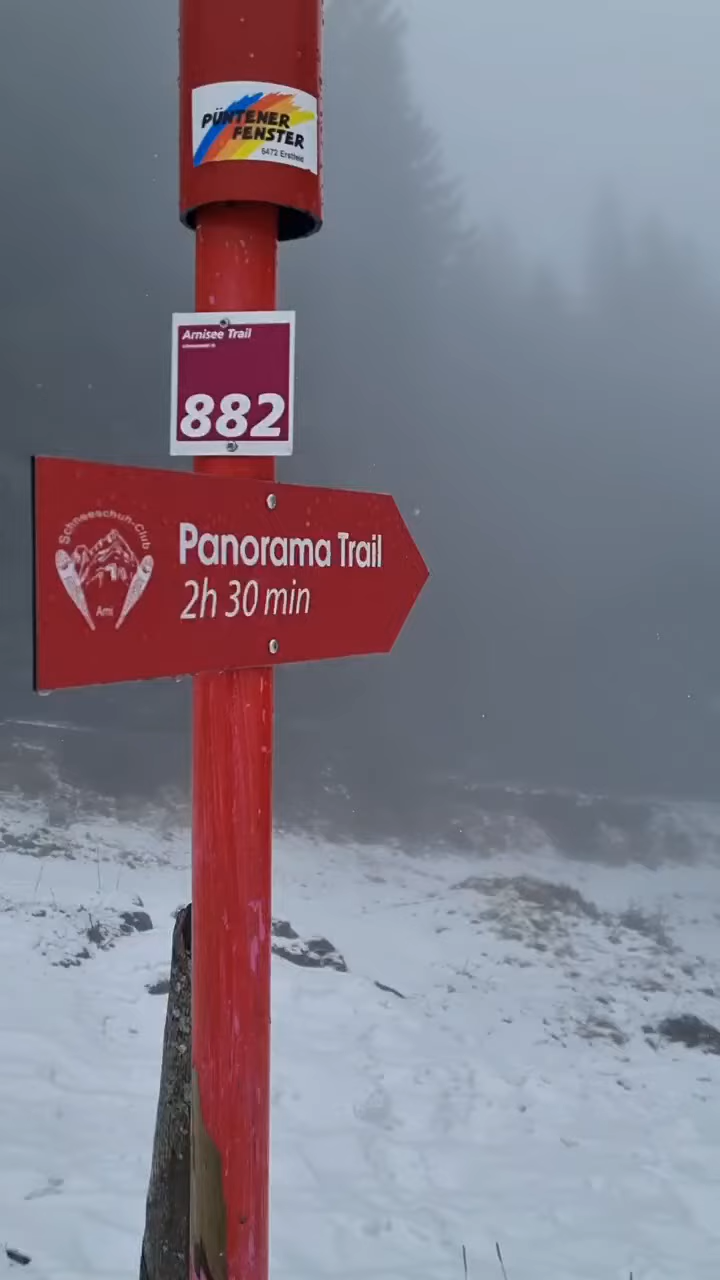 PÜNTENER
FENSTER
6472 Erstfeld
Arnisee Trail
882
Schneeschuh-Club
Arni
Panorama Trail
2h 30 min